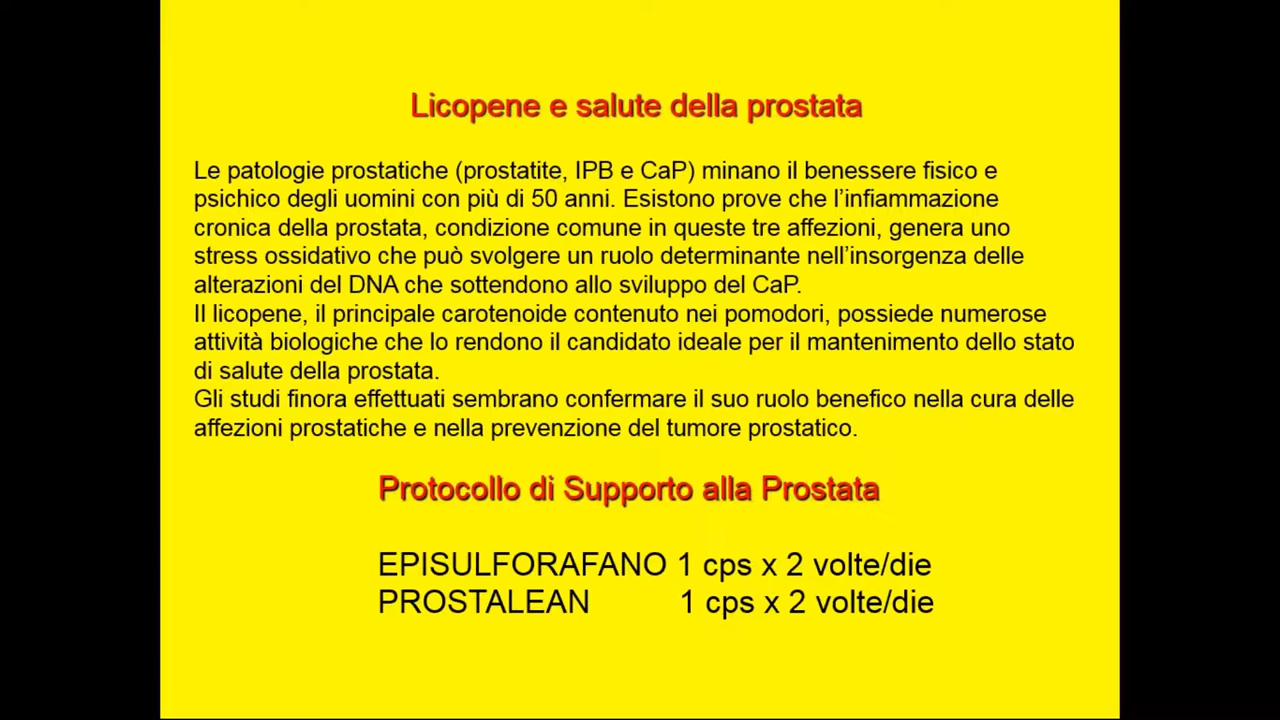 Licopene e salute della prostata
Le patologie prostatiche (prostatite, IPB e CaP) minano il benessere fisico e
psichico degli uomini con più di 50 anni. Esistono prove che l'infiammazione
cronica della prostata, condizione comune in queste tre affezioni, genera uno
stress ossidativo che può svolgere un ruolo determinante nell'insorgenza delle
alterazioni del DNA che sottendono allo sviluppo del CaP.
Il licopene, il principale carotenoide contenuto nei pomodori, possiede numerose
attività biologiche che lo rendono il candidato ideale per il mantenimento dello stato
di salute della prostata.
Gli studi finora effettuati sembrano confermare il suo ruolo benefico nella cura delle
affezioni prostatiche e nella prevenzione del tumore prostatico.
Protocollo di Supporto alla Prostata
EPISULFORAFANO 1 cps x 2 volte/die
PROSTALEAN 1 cps x 2 volte/die